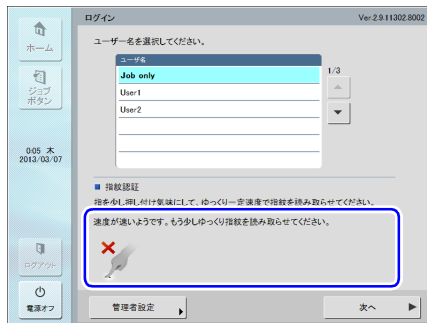 ログイン
Ver.2.9.11302.8002
ホーム
ジョブ
ボタン
0:05 木
2013/03/07
ログアウト
電源オフ
ユーザー名を選択してください。
ユーザ名
Job only
User1
User2
1/3
指紋認証
指を少し押し付け気味にして、ゆっくり一定速度で指紋を読み取らせてください。
速度が速いようです。もう少しゆっくり指紋を読み取らせてください。
管理者設定
次へ